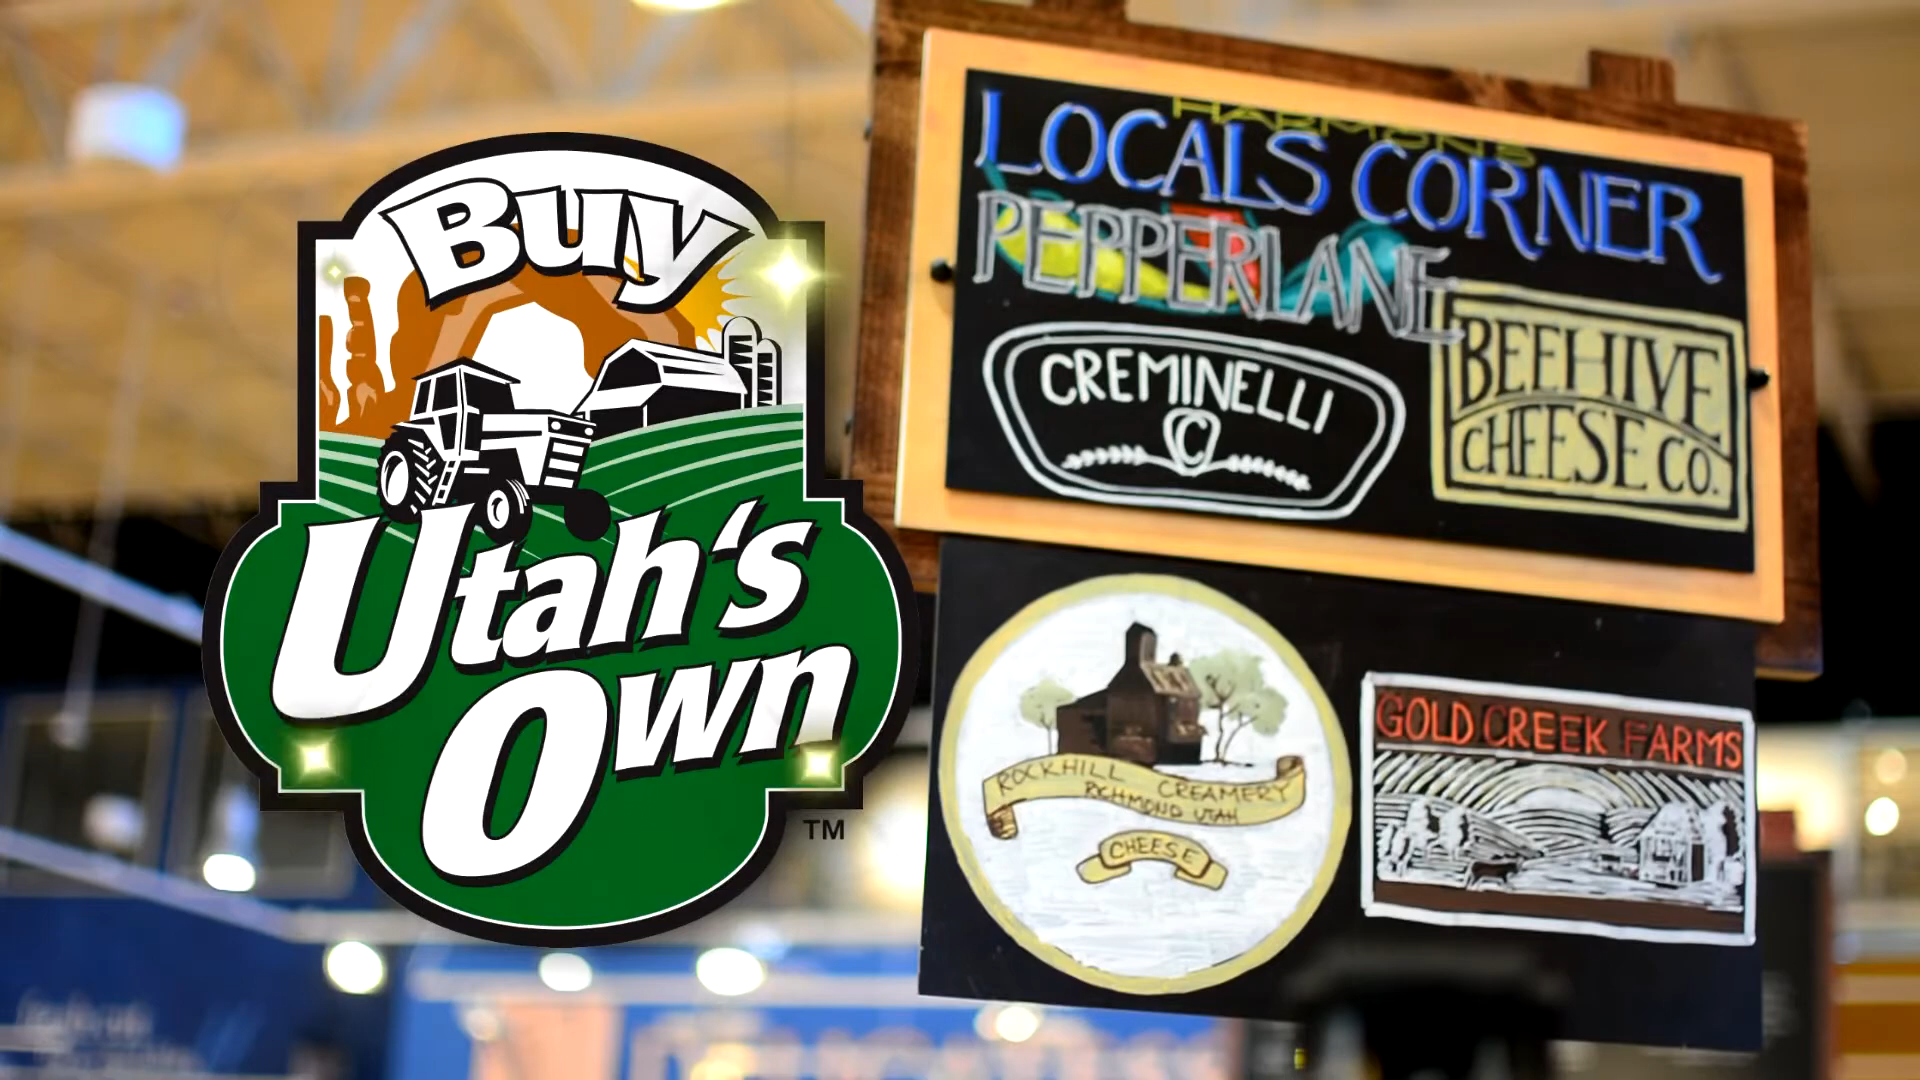 Buy
Utah's
Own
TM
HARMONS
LOCALS CORNER
PEPPERLANE
CREMINELLI
C
BEEHIVE
CHEESE CO.
ROCKHILL CREAMERY
RICHMOND UTAH
CHEESE
GOLD CREEK FARMS